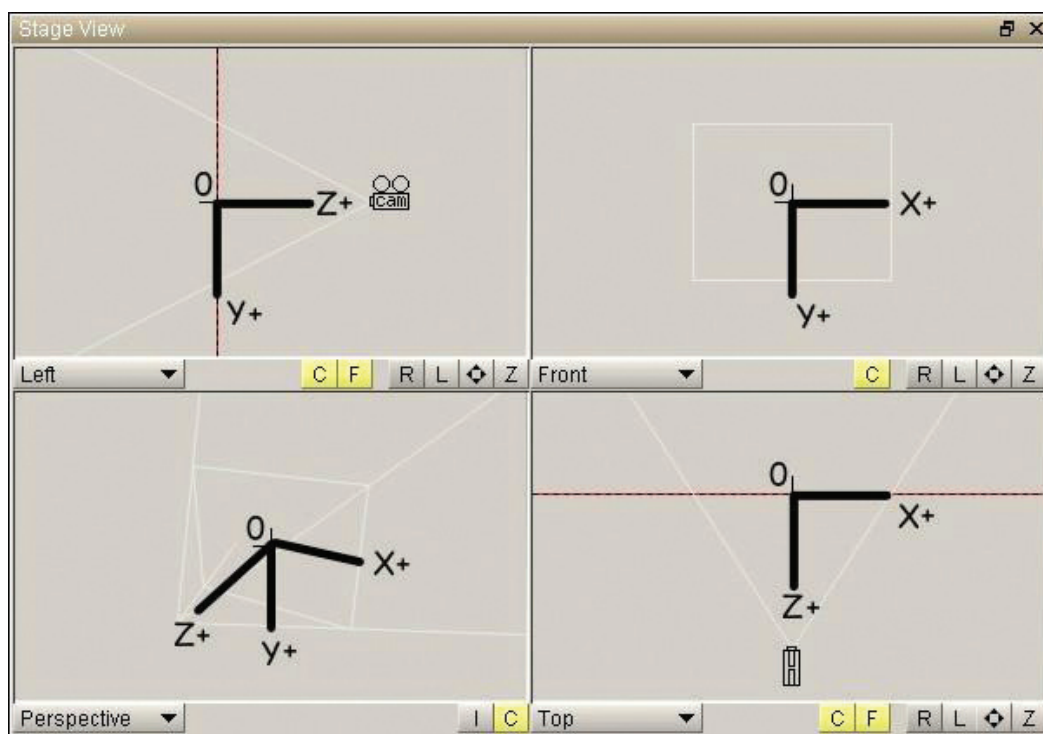 Stage View
0
Z+
cam
Y+
0
X+
Y+
Left C F R L Z
Front C R L Z
0
X+
Z+
Y+
0
X+
Z+
Perspective I C
Top C F R L Z